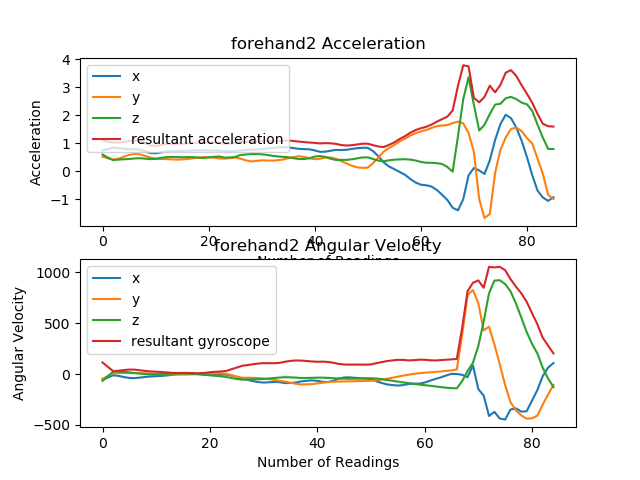 forehand2 Acceleration
Acceleration
4
3
2
1
0
−1
x
y
z
resultant acceleration
0
20
40
60
80
Number of Readings
forehand2 Angular Velocity
Angular Velocity
1000
500
0
−500
x
y
z
resultant gyroscope
0
20
40
60
80
Number of Readings